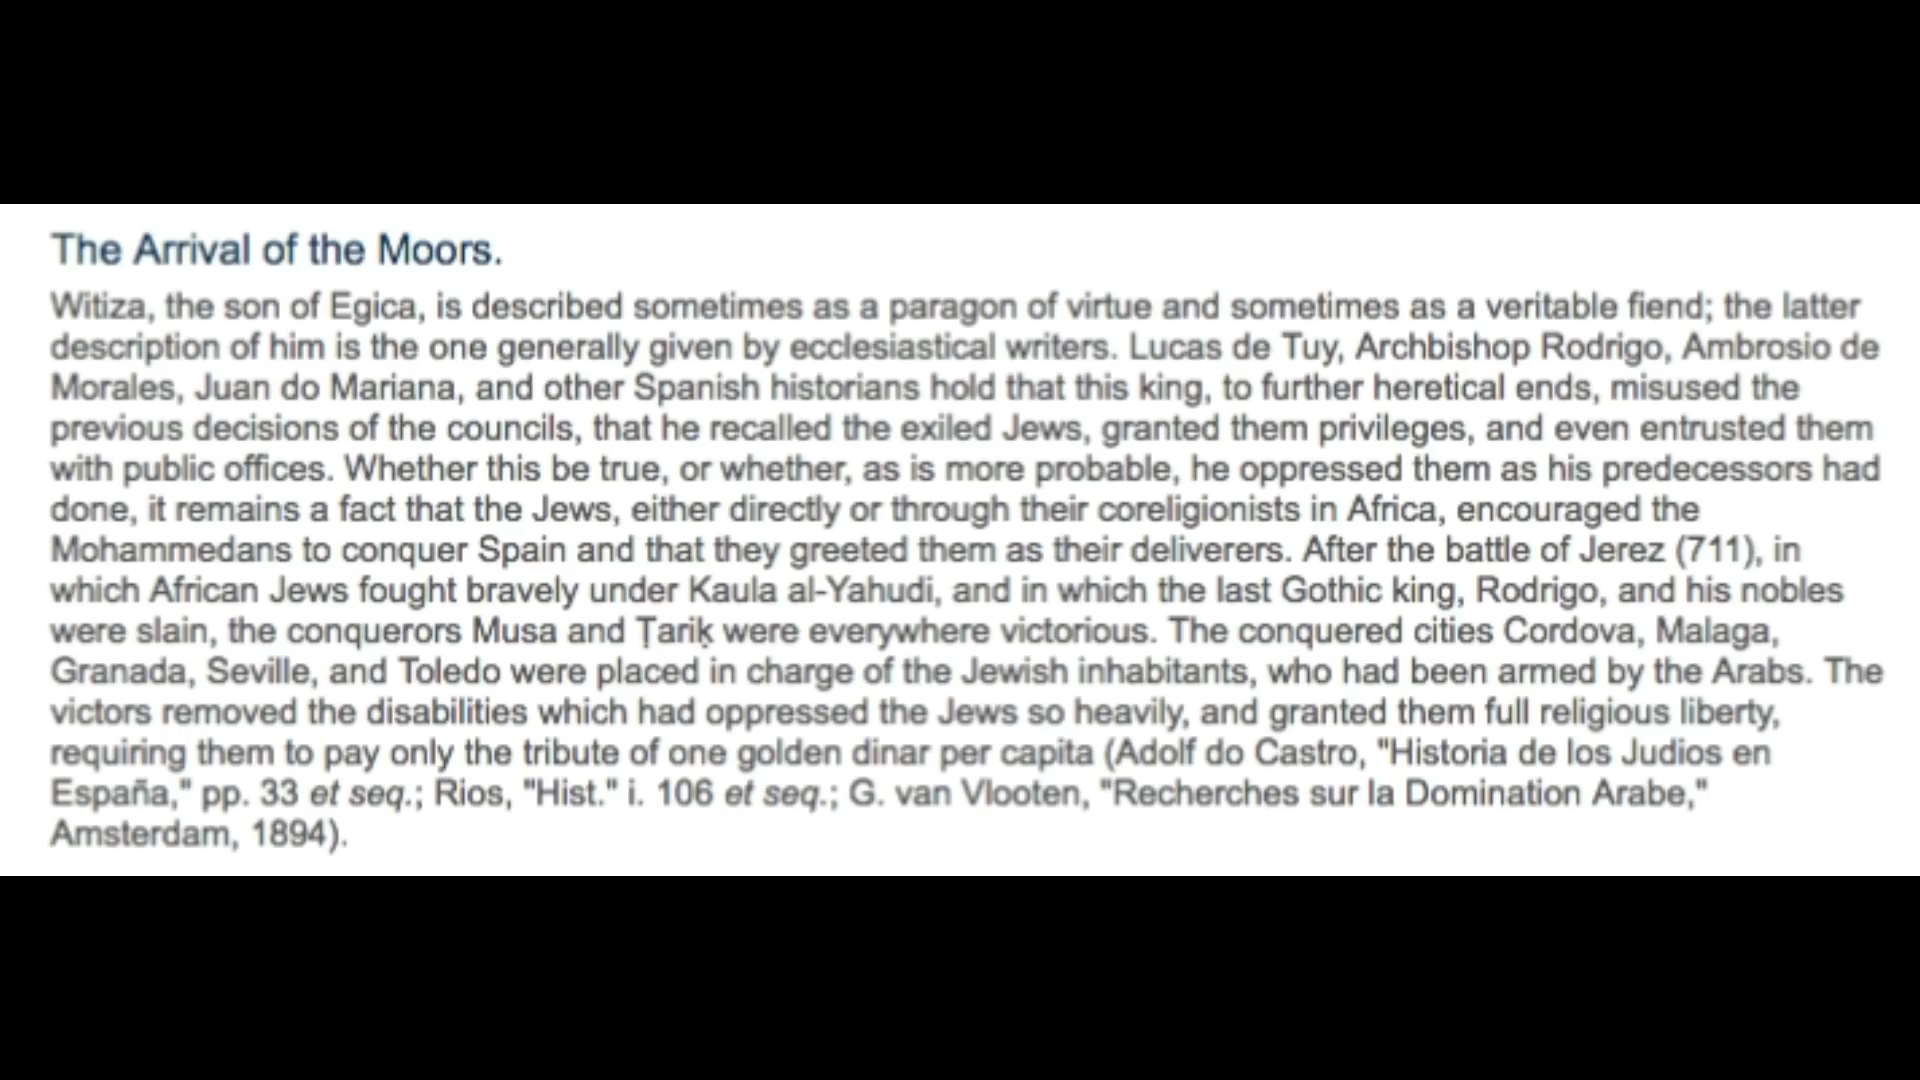 The Arrival of the Moors.
Witiza, the son of Egica, is described sometimes as a paragon of virtue and sometimes as a veritable fiend; the latter
description of him is the one generally given by ecclesiastical writers. Lucas de Tuy, Archbishop Rodrigo, Ambrosio de
Morales, Juan do Mariana, and other Spanish historians hold that this king, to further heretical ends, misused the
previous decisions of the councils, that he recalled the exiled Jews, granted them privileges, and even entrusted them
with public offices. Whether this be true, or whether, as is more probable, he oppressed them as his predecessors had
done, it remains a fact that the Jews, either directly or through their coreligionists in Africa, encouraged the
Mohammedans to conquer Spain and that they greeted them as their deliverers. After the battle of Jerez (711), in
which African Jews fought bravely under Kaula al-Yahudi, and in which the last Gothic king, Rodrigo, and his nobles
were slain, the conquerors Musa and Ṭariḳ were everywhere victorious. The conquered cities Cordova, Malaga,
Granada, Seville, and Toledo were placed in charge of the Jewish inhabitants, who had been armed by the Arabs. The
victors removed the disabilities which had oppressed the Jews so heavily, and granted them full religious liberty,
requiring them to pay only the tribute of one golden dinar per capita (Adolf do Castro, "Historia de los Judios en
España," pp. 33 et seq.; Rios, "Hist." i. 106 et seq.; G. van Vlooten, "Recherches sur la Domination Arabe,"
Amsterdam, 1894).